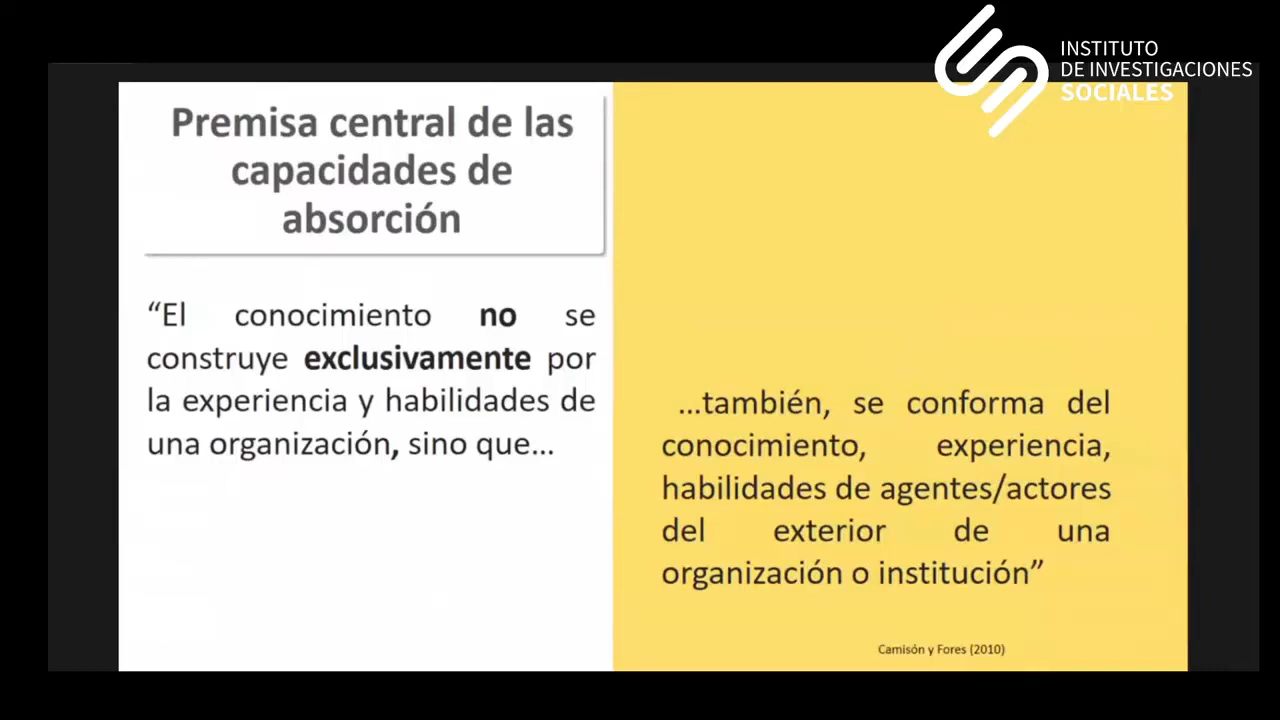 INSTITUTO
DE INVESTIGACIONES
SOCIALES
Premisa central de las
capacidades de
absorción
“El conocimiento no se
construye exclusivamente por
la experiencia y habilidades de
una organización, sino que...
...también, se conforma del
conocimiento, experiencia,
habilidades de agentes/actores
del exterior de una
organización o institución”
Camisón y Fores (2010)